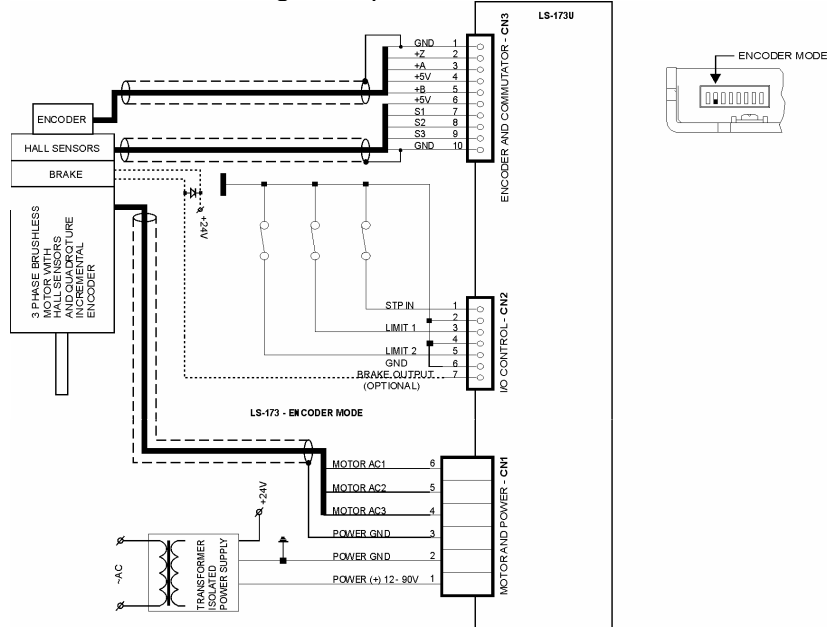 LS-173U
ENCODER MODE
GND 1
+Z 2
+A 3
+5V 4
+B 5
+5V 6
S1 7
S2 8
S3 9
GND 10
ENCODER AND COMMUTATOR - CN3
ENCODER
HALL SENSORS
BRAKE
+24V
3 PHASE BRUSHLESS
MOTOR WITH
HALL SENSORS
AND QUADRQTURE
INCREMENTAL
ENCODER
STP IN 1
2
LIMIT 1 3
4
LIMIT 2 5
GND 6
BRAKE OUTPUT 7
(OPTIONAL)
I/O CONTROL - CN2
LS-173 - ENCODER MODE
MOTOR AC1 6
MOTOR AC2 5
MOTOR AC3 4
POWER GND 3
POWER GND 2
POWER (+) 12- 90V 1
MOTOR AND POWER - CN1
+24V
~AC
TRANSFORMER
ISOLATED
POWER SUPPLY